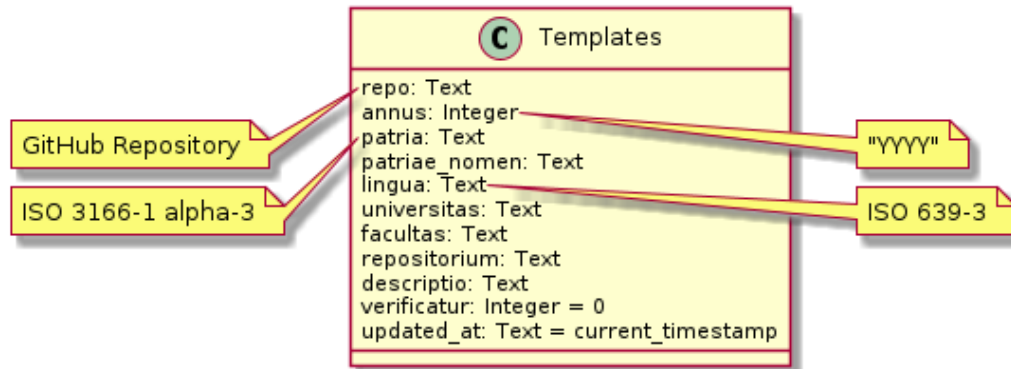 C Templates
repo: Text
annus: Integer
patria: Text
patriae_nomen: Text
lingua: Text
universitas: Text
facultas: Text
repositorium: Text
descriptio: Text
verificatur: Integer = 0
updated_at: Text = current_timestamp
GitHub Repository
"YYYY"
ISO 3166-1 alpha-3
ISO 639-3